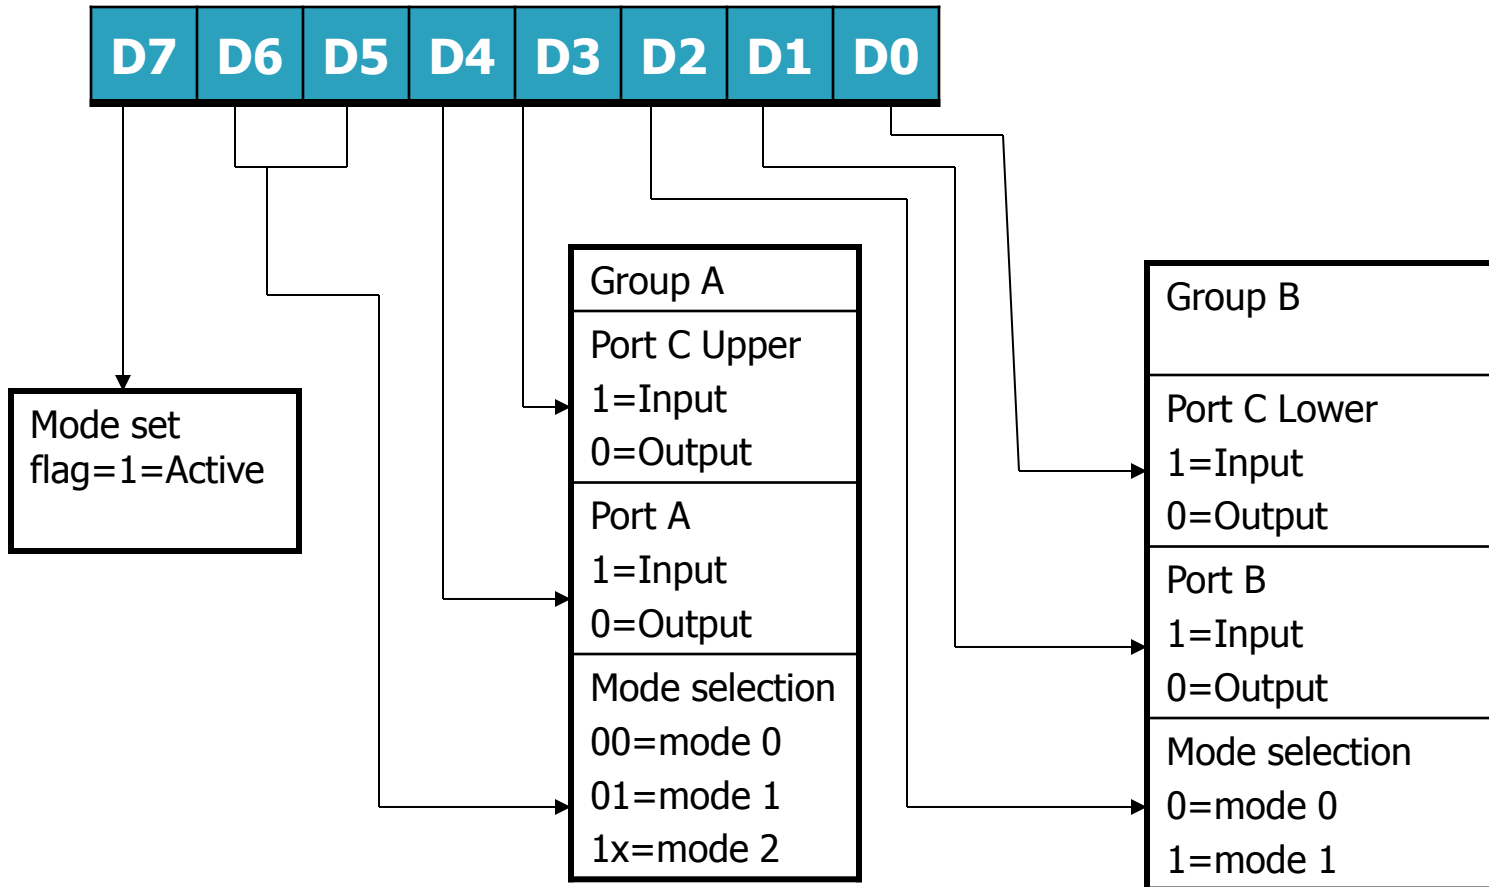 D7 D6 D5 D4 D3 D2 D1 D0
Mode set
flag=1=Active
Group A
Port C Upper
1=Input
0=Output
Port A
1=Input
0=Output
Mode selection
00=mode 0
01=mode 1
1x=mode 2
Group B
Port C Lower
1=Input
0=Output
Port B
1=Input
0=Output
Mode selection
0=mode 0
1=mode 1